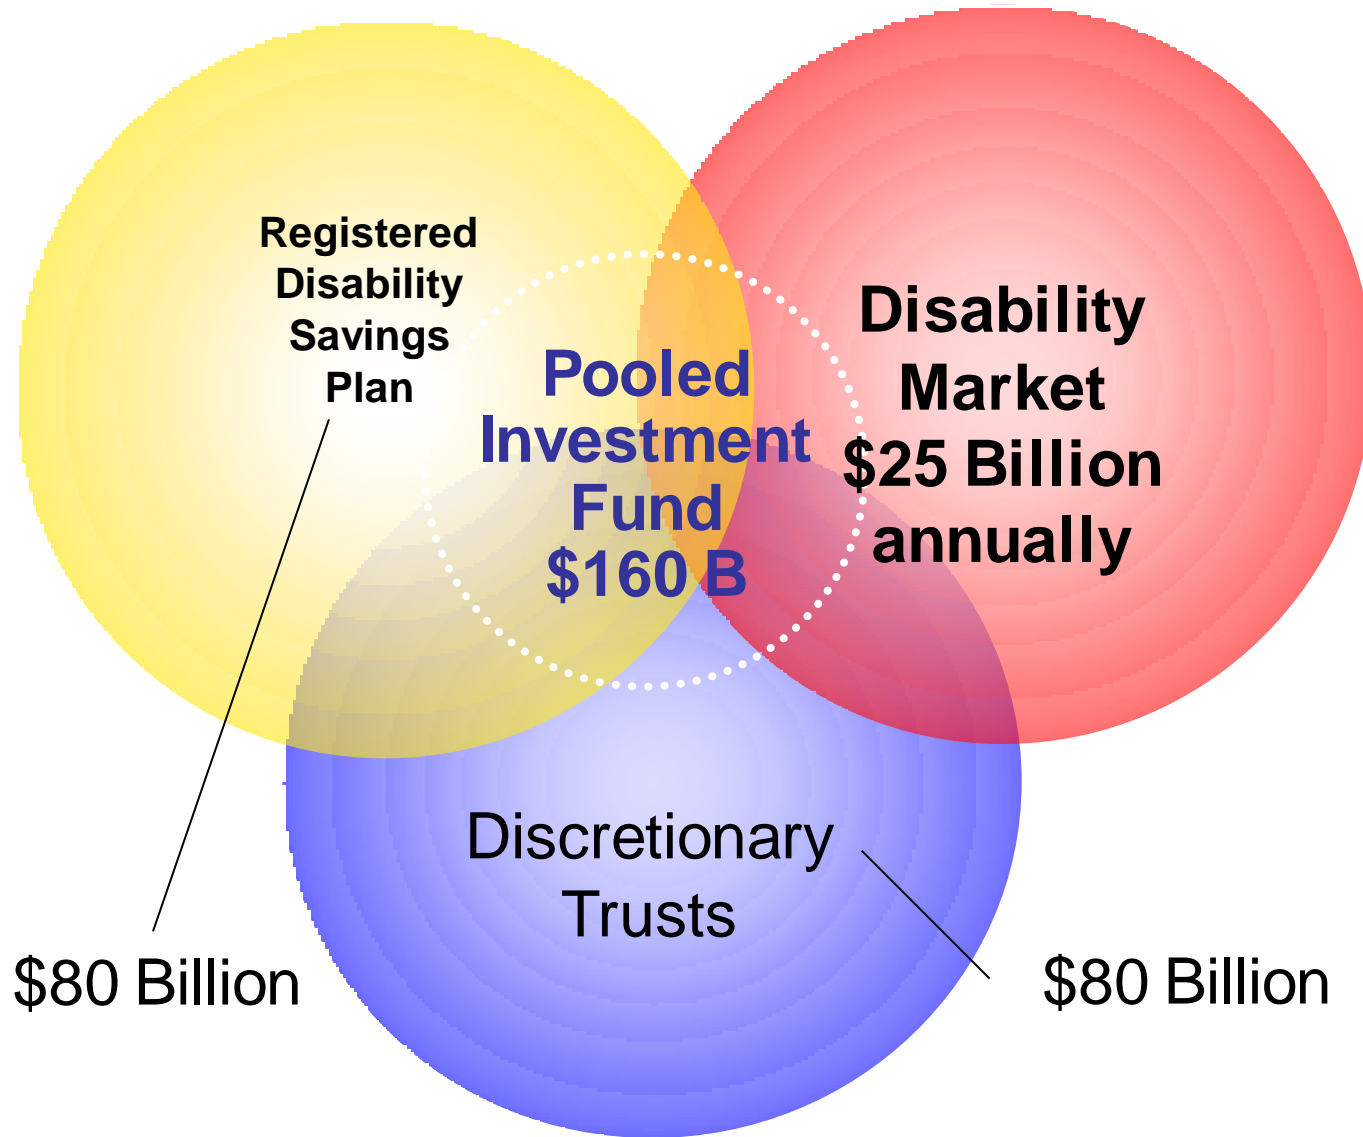 Registered
Disability
Savings
Plan
Pooled
Investment
Fund
$160 B
Disability
Market
$25 Billion
annually
Discretionary
Trusts
$80 Billion
$80 Billion